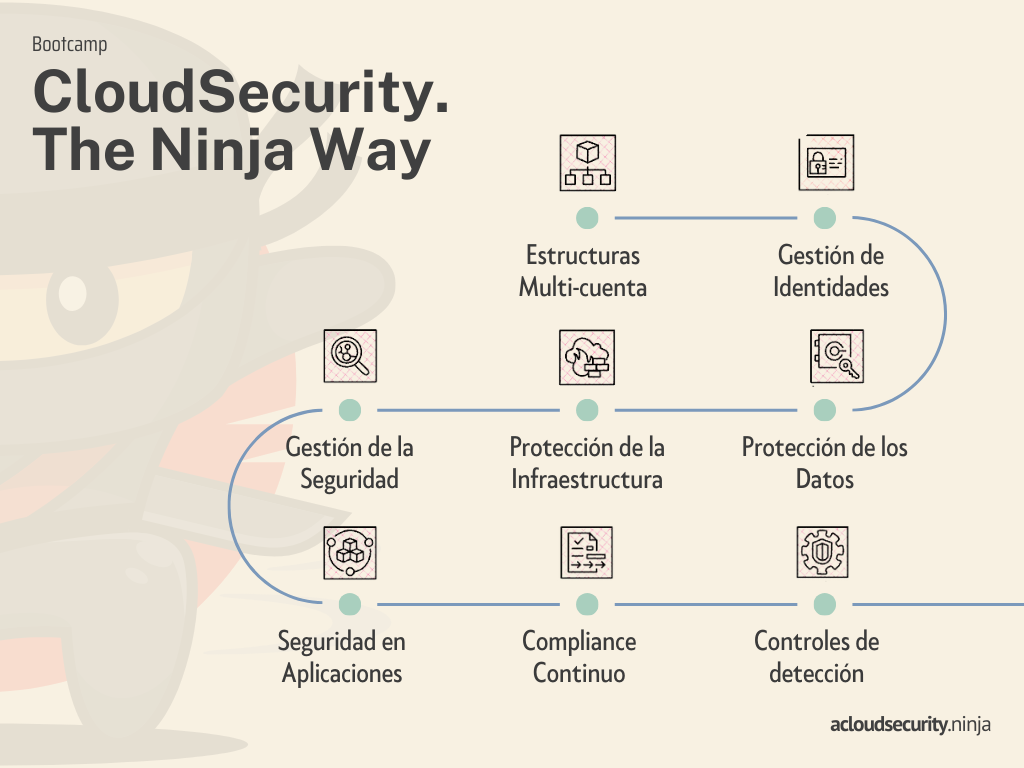 Bootcamp
CloudSecurity.
The Ninja Way
Estructuras
Multi-cuenta
Gestión de
Identidades
Gestión de la
Seguridad
Protección de la
Infraestructura
Protección de los
Datos
Seguridad en
Aplicaciones
Compliance
Continuo
Controles de
detección
acloudsecurity.ninja